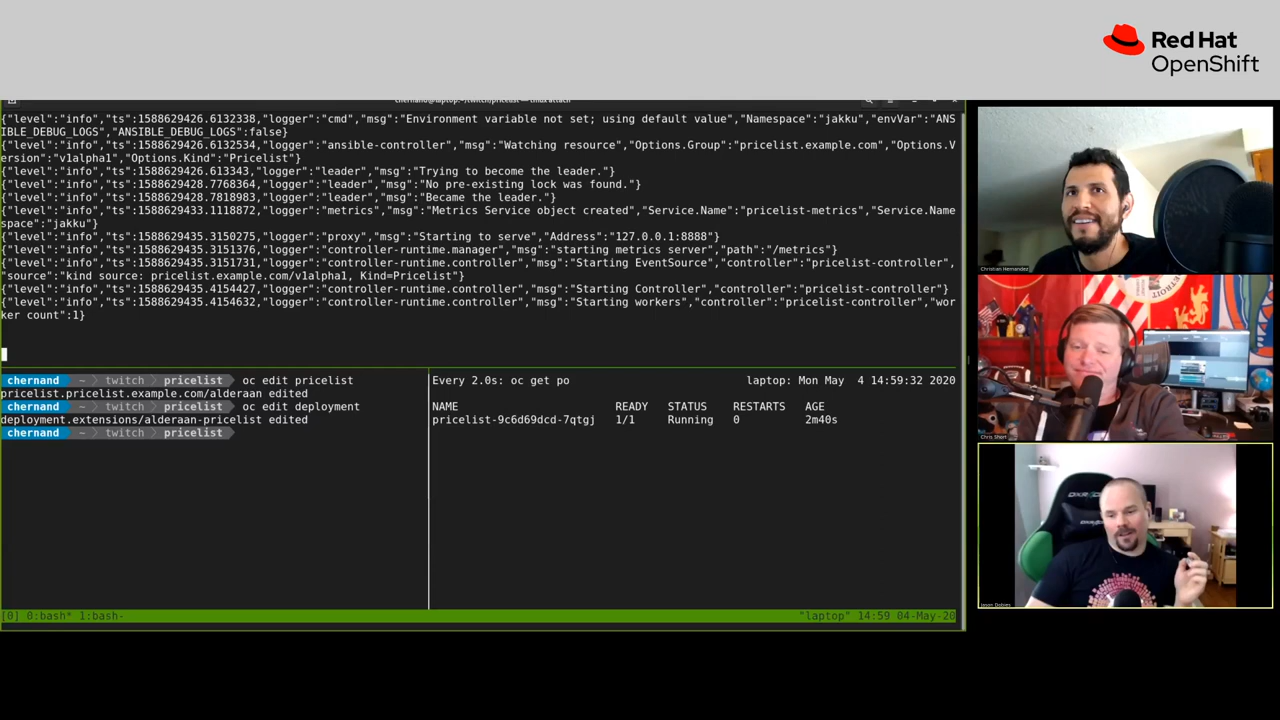 Red Hat
OpenShift
{"level":"info","ts":1588629426.6132338,"logger":"cmd","msg":"Environment variable not set; using default value","Namespace":"jakku","envVar":"ANS
IBLE_DEBUG_LOGS","ANSIBLE_DEBUG_LOGS":false}
{"level":"info","ts":1588629426.6132534,"logger":"ansible-controller","msg":"Watching resource","Options.Group":"pricelist.example.com","Options.V
ersion":"v1alpha1","Options.Kind":"Pricelist"}
{"level":"info","ts":1588629426.613343,"logger":"leader","msg":"Trying to become the leader."}
{"level":"info","ts":1588629428.7768364,"logger":"leader","msg":"No pre-existing lock was found."}
{"level":"info","ts":1588629428.7818983,"logger":"leader","msg":"Became the leader."}
{"level":"info","ts":1588629433.1118872,"logger":"metrics","msg":"Metrics Service object created","Service.Name":"pricelist-metrics","Service.Name
space":"jakku"}
{"level":"info","ts":1588629435.3150275,"logger":"proxy","msg":"Starting to serve","Address":"127.0.0.1:8888"}
{"level":"info","ts":1588629435.3151376,"logger":"controller-runtime.manager","msg":"starting metrics server","path":"/metrics"}
{"level":"info","ts":1588629435.3151731,"logger":"controller-runtime.controller","msg":"Starting EventSource","controller":"pricelist-controller",
"source":"kind source: pricelist.example.com/v1alpha1, Kind=Pricelist"}
{"level":"info","ts":1588629435.4154427,"logger":"controller-runtime.controller","msg":"Starting Controller","controller":"pricelist-controller"}
{"level":"info","ts":1588629435.4154632,"logger":"controller-runtime.controller","msg":"Starting workers","controller":"pricelist-controller","wor
ker count":1}
chernand ~ twitch pricelist oc edit pricelist
pricelist.pricelist.example.com/alderaan edited
chernand ~ twitch pricelist oc edit deployment
deployment.extensions/alderaan-pricelist edited
chernand ~ twitch pricelist
Every 2.0s: oc get po laptop: Mon May 4 14:59:32 2020
NAME READY STATUS RESTARTS AGE
pricelist-9c6d69dcd-7qtgj 1/1 Running 0 2m40s
[0] 0:bash* 1:bash- "laptop" 14:59 04-May-20
Christian Hernandez
Chris Short
Jason Dobies
DETROIT